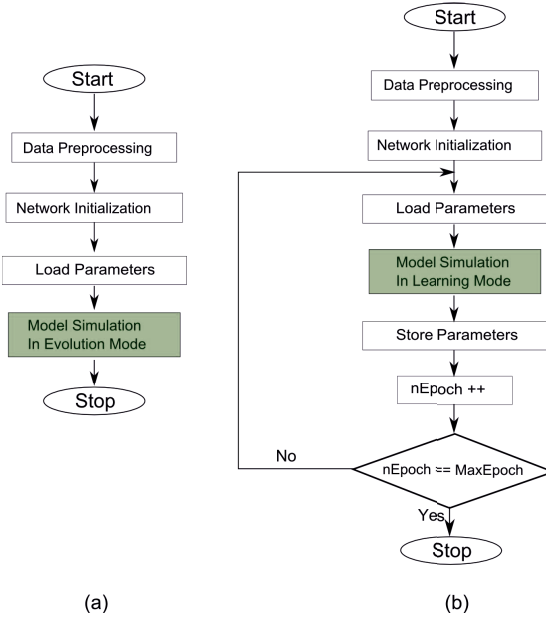 Start
Data Preprocessing
Network Initialization
Load Parameters
Model Simulation
In Evolution Mode
Stop
(a)
Start
Data Preprocessing
Network Initialization
Load Parameters
Model Simulation
In Learning Mode
Store Parameters
nEpoch ++
nEpoch == MaxEpoch
No
Yes
Stop
(b)